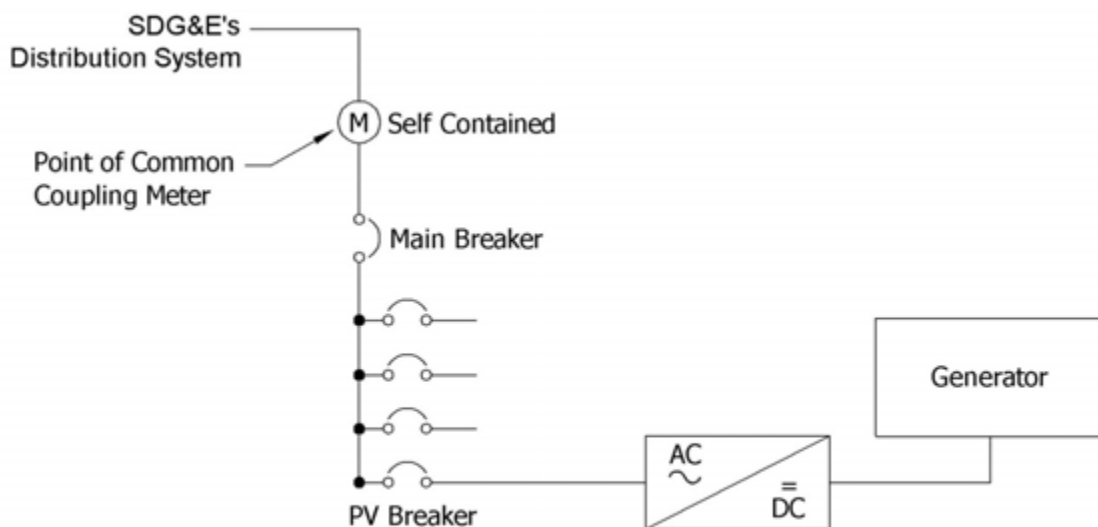 SDG&E's
Distribution System
M
Self Contained
Point of Common
Coupling Meter
Main Breaker
Generator
AC
DC
PV Breaker